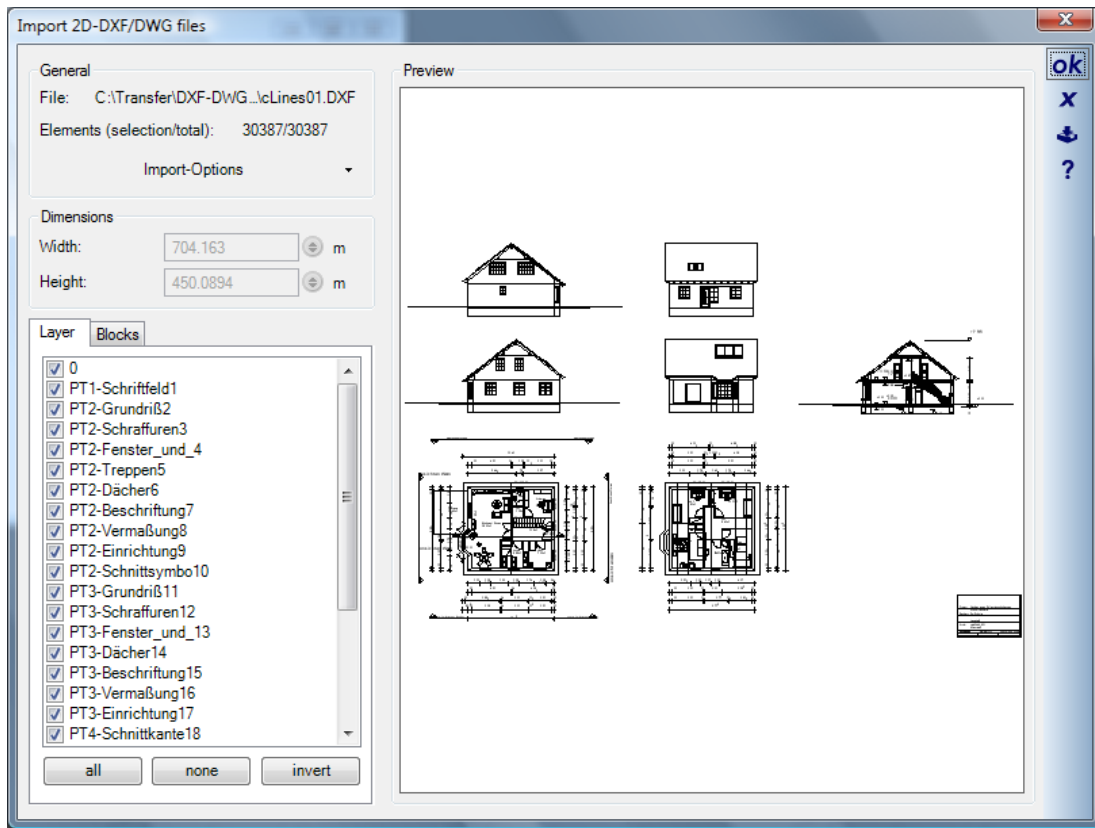 Import 2D-DXF/DWG files
x
General
File: C:\Transfer\DXF-DWG...\cLines01.DXF
Elements (selection/total): 30387/30387
Import-Options
Dimensions
Width: 704.163 m
Height: 450.0894 m
Layer Blocks
0
PT1-Schriftfeld1
PT2-Grundriß2
PT2-Schraffuren3
PT2-Fenster_und_4
PT2-Treppen5
PT2-Dächer6
PT2-Beschriftung7
PT2-Vermaßung8
PT2-Einrichtung9
PT2-Schnittsymbo10
PT3-Grundriß11
PT3-Schraffuren12
PT3-Fenster_und_13
PT3-Dächer14
PT3-Beschriftung15
PT3-Vermaßung16
PT3-Einrichtung17
PT4-Schnittkante18
all none invert
Preview
ok
x
?